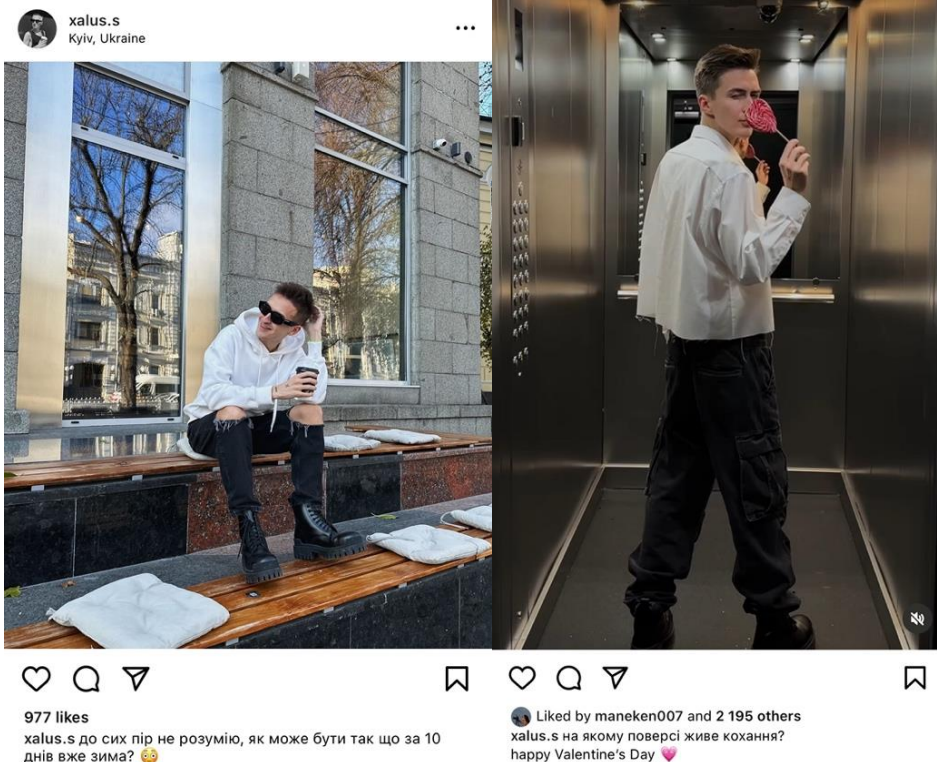 xalus.s
Kyiv, Ukraine
977 likes
xalus.s до сих пір не розумію, як може бути так що за 10
днів вже зима? 😳
Liked by maneken007 and 2 195 others
xalus.s на якому поверсі живе кохання?
happy Valentine's Day 💗